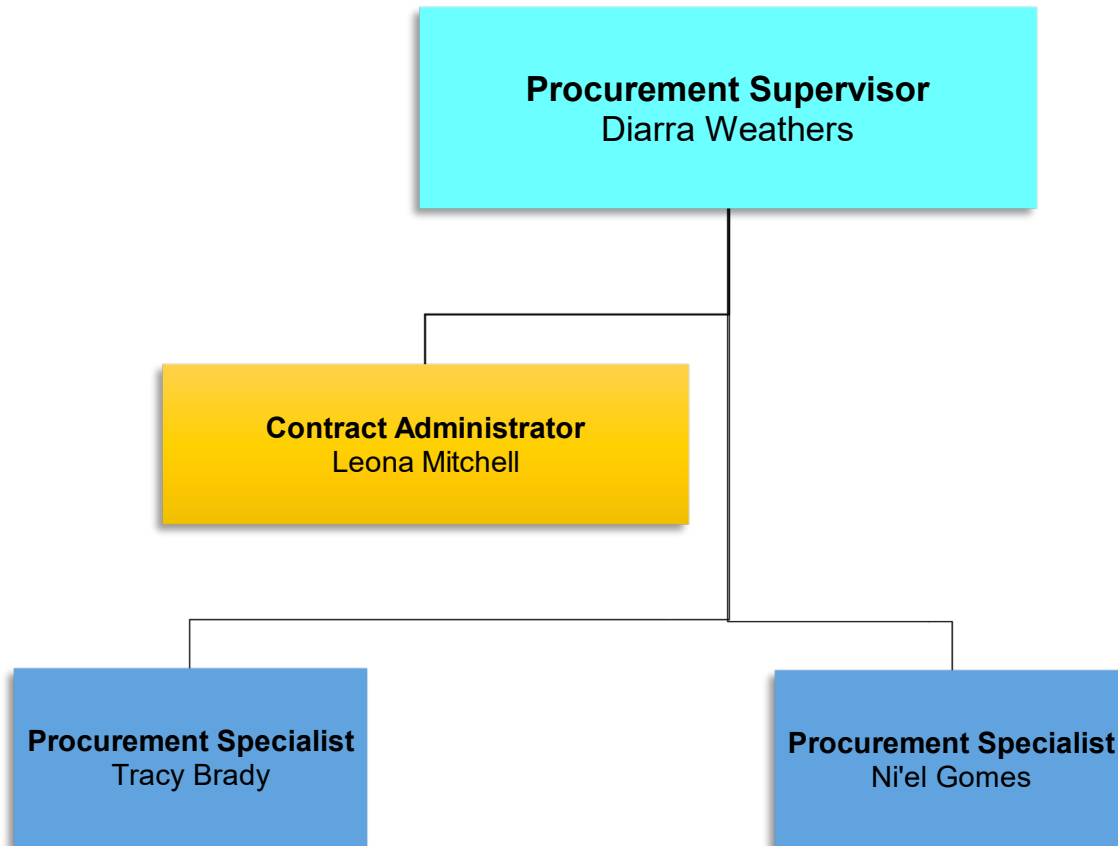 Procurement Supervisor
Diarra Weathers
Contract Administrator
Leona Mitchell
Procurement Specialist
Tracy Brady
Procurement Specialist
Ni'el Gomes